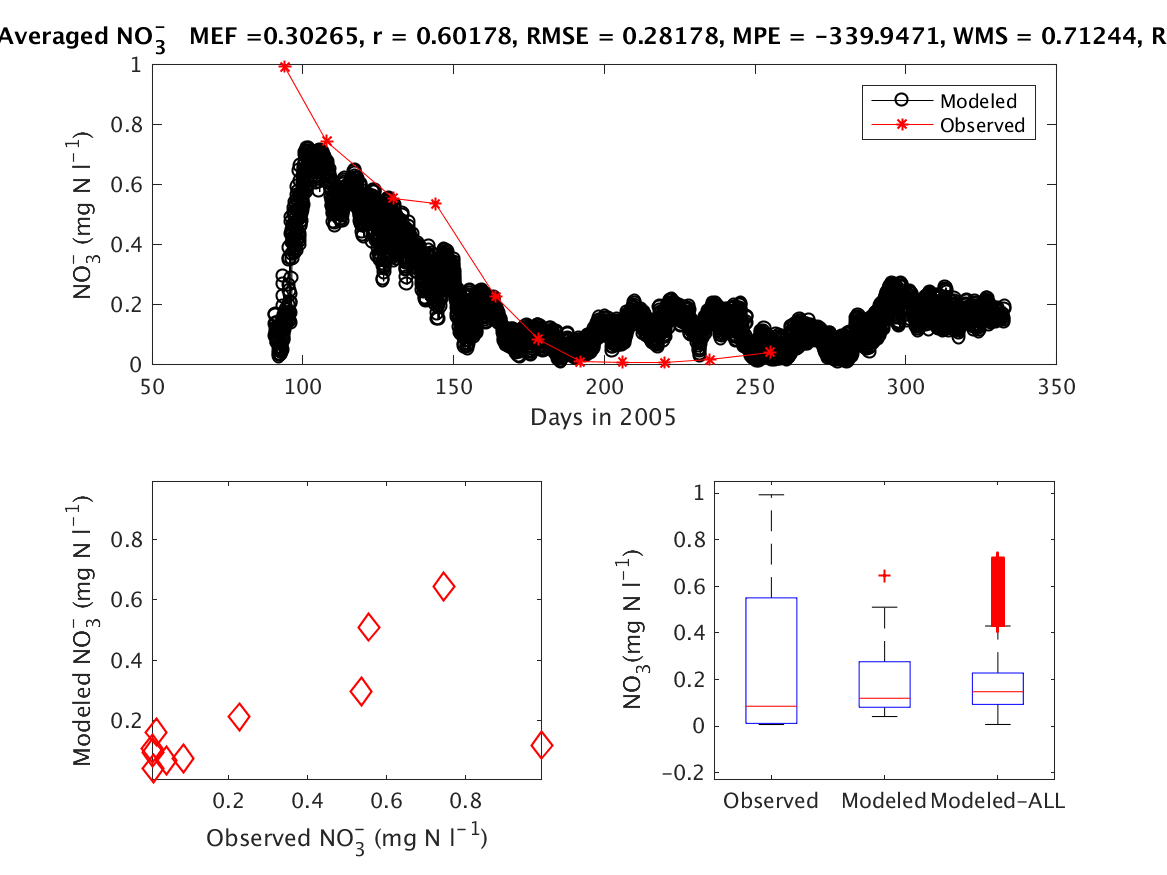 Averaged NO3− MEF =0.30265, r = 0.60178, RMSE = 0.28178, MPE = −339.9471, WMS = 0.71244, R
1
0.8
0.6
0.4
0.2
0
NO3− (mg N l−1)
Modeled
Observed
50 100 150 200 250 300 350
Days in 2005
0.8
0.6
0.4
0.2
Modeled NO3− (mg N l−1)
0.2 0.4 0.6 0.8
Observed NO3− (mg N l−1)
1
0.8
0.6
0.4
0.2
0
−0.2
NO3(mg N l−1)
Observed Modeled Modeled−ALL